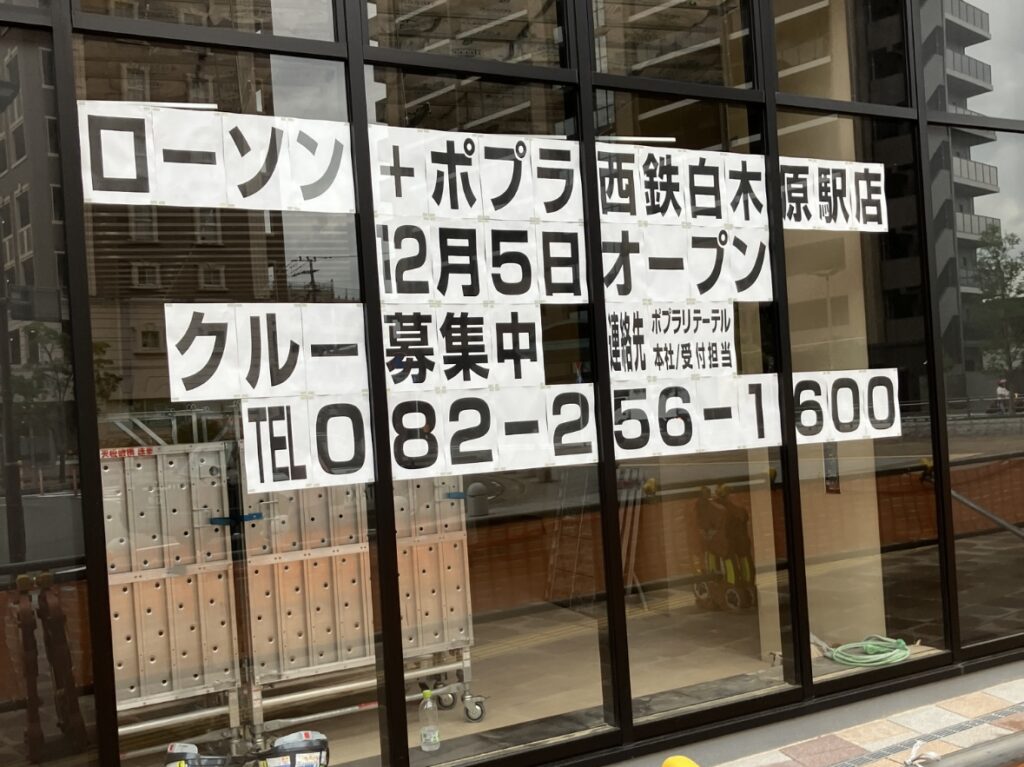 ローソン+ポプラ西鉄白木原駅店
12月5日オープン
クルー募集中 連絡先 ポプラリテーテル
本社/受付担当
TEL082-256-1600